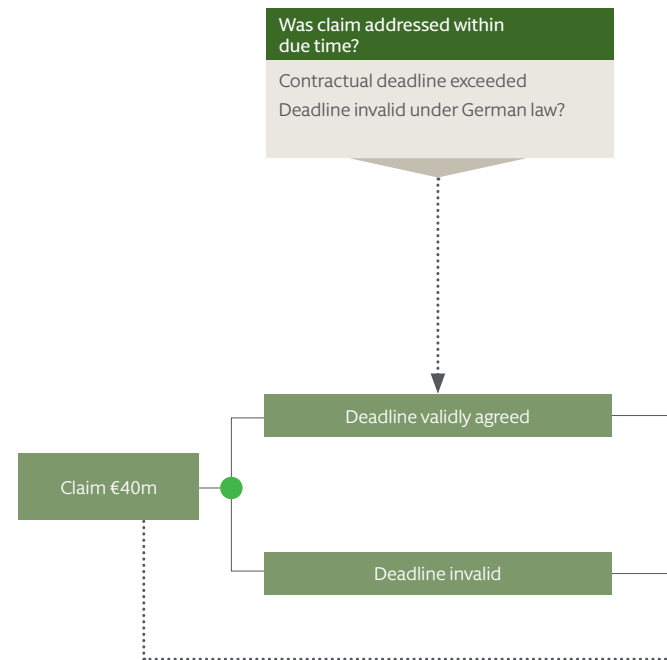 Was claim addressed within
due time?
Contractual deadline exceeded
Deadline invalid under German law?
Deadline validly agreed
Claim €40m
Deadline invalid